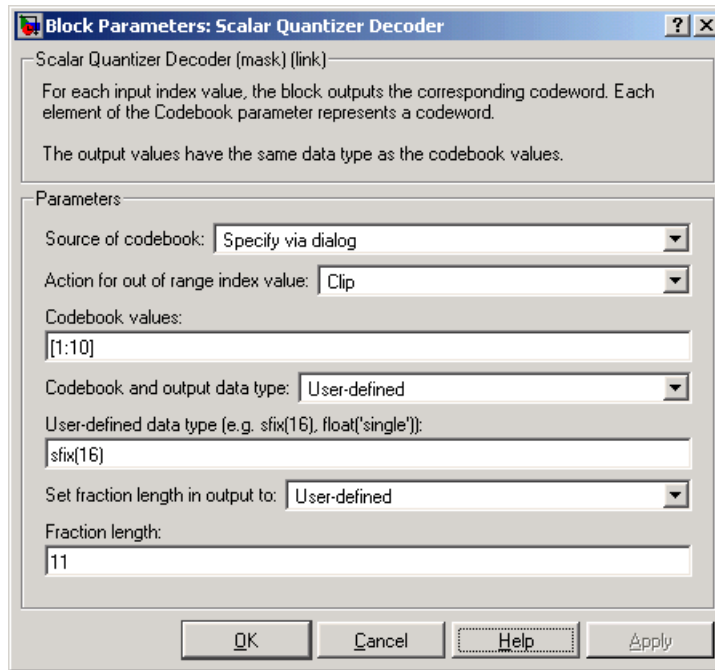 Block Parameters: Scalar Quantizer Decoder
Scalar Quantizer Decoder (mask) (link)
For each input index value, the block outputs the corresponding codeword. Each
element of the Codebook parameter represents a codeword.
The output values have the same data type as the codebook values.
Parameters
Source of codebook: Specify via dialog
Action for out of range index value: Clip
Codebook values:
[1:10]
Codebook and output data type: User-defined
User-defined data type (e.g. sfix(16), float('single')):
sfix(16)
Set fraction length in output to: User-defined
Fraction length:
11
OK Cancel Help Apply